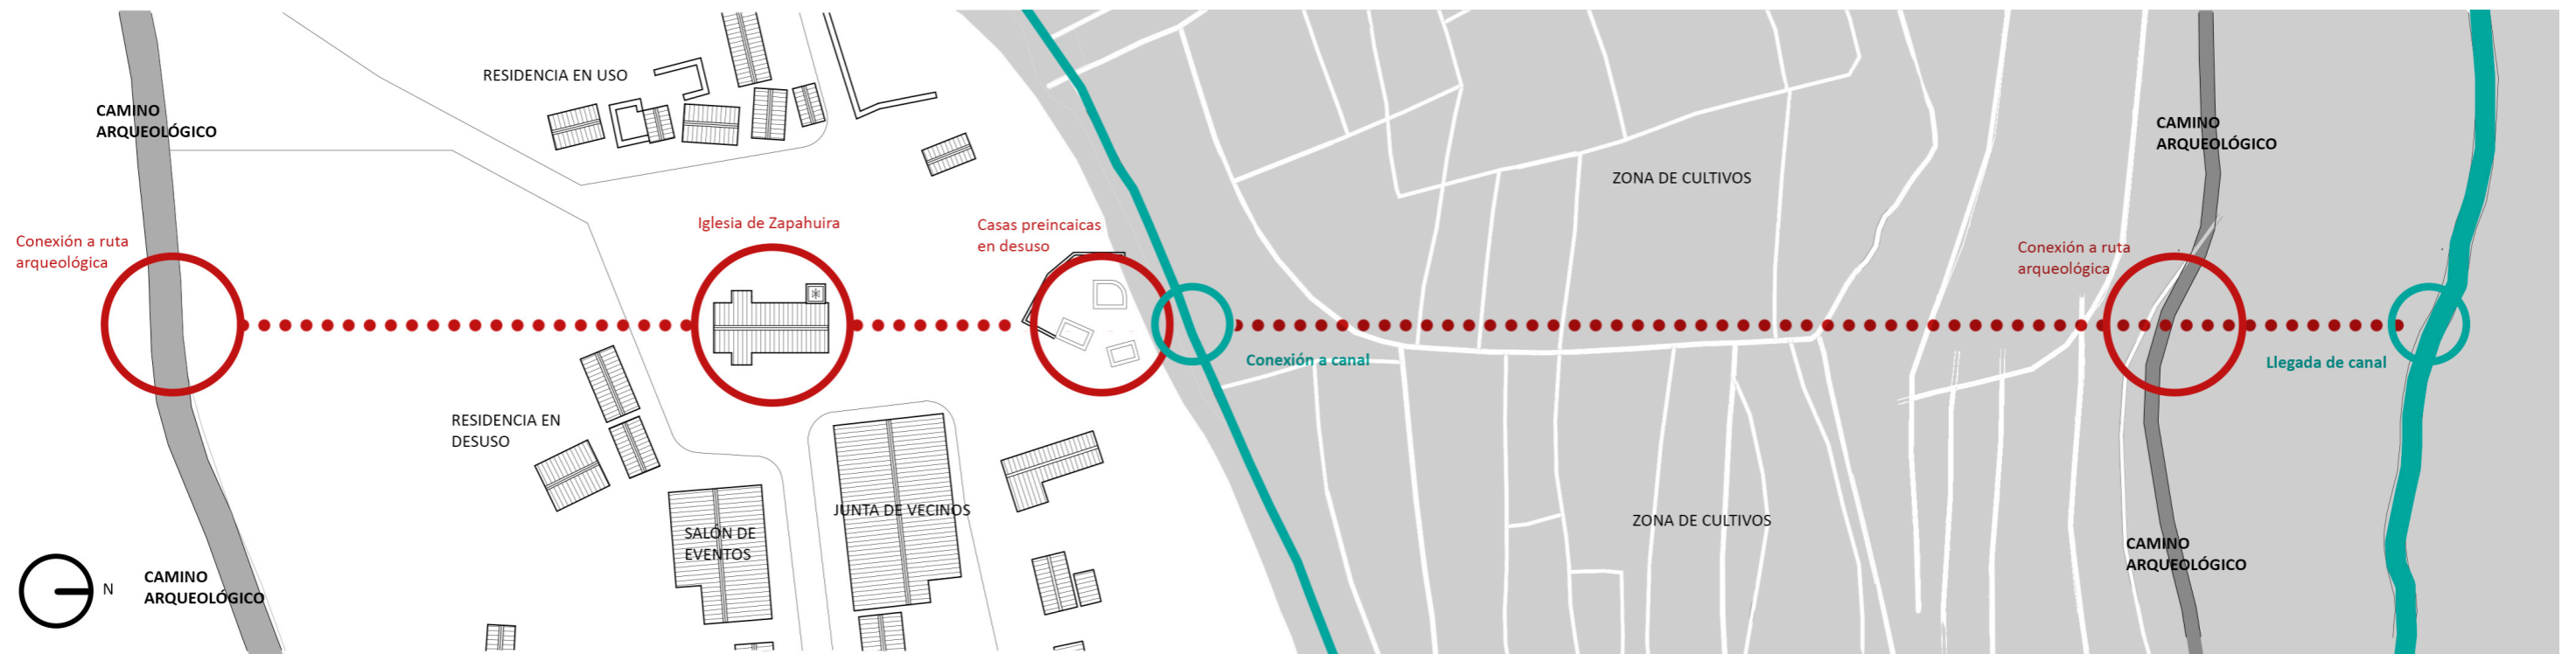 RESIDENCIA EN USO
CAMINO
ARQUEOLÓGICO
Conexión a ruta
arqueológica
Iglesia de Zapahuira
Casas preincaicas
en desuso
ZONA DE CULTIVOS
CAMINO
ARQUEOLÓGICO
Conexión a ruta
arqueológica
Conexión a canal
Llegada de canal
RESIDENCIA EN
DESUSO
JUNTA DE VECINOS
SALÓN DE
EVENTOS
ZONA DE CULTIVOS
CAMINO
ARQUEOLÓGICO
N
CAMINO
ARQUEOLÓGICO